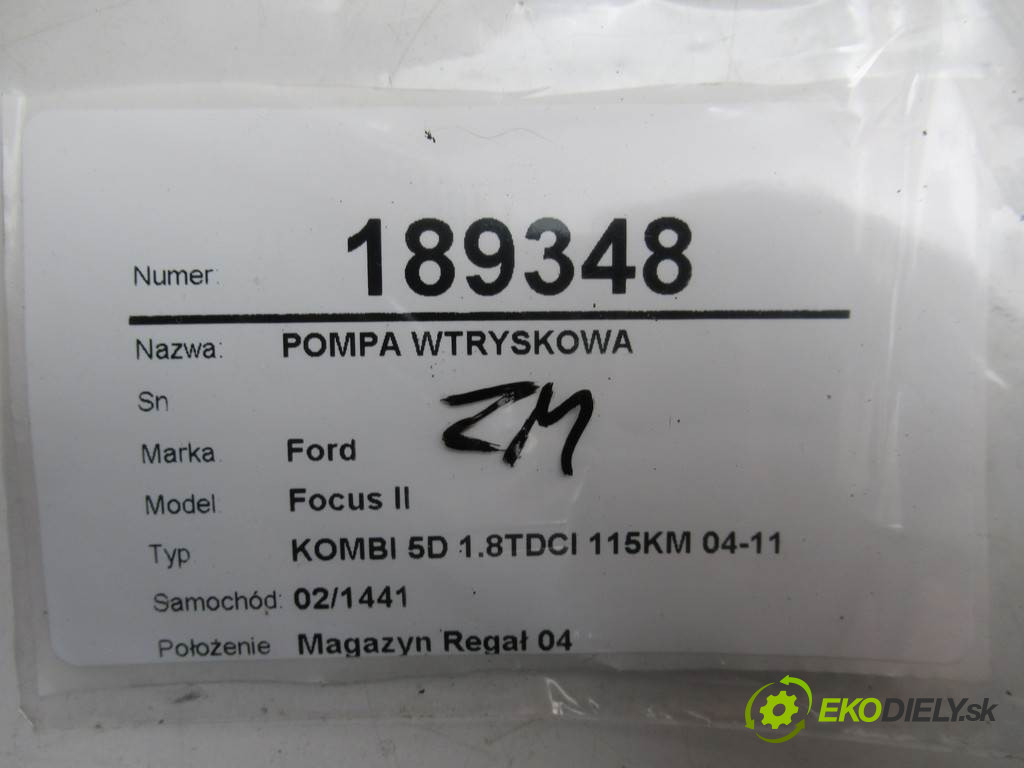 Numer: 189348
Nazwa: POMPA WTRYSKOWA
Sn
ZM
Marka Ford
Model Focus II
Typ KOMBI 5D 1.8TDCI 115KM 04-11
Samochód: 02/1441
Położenie Magazyn Regał 04
EKODIELY.sk